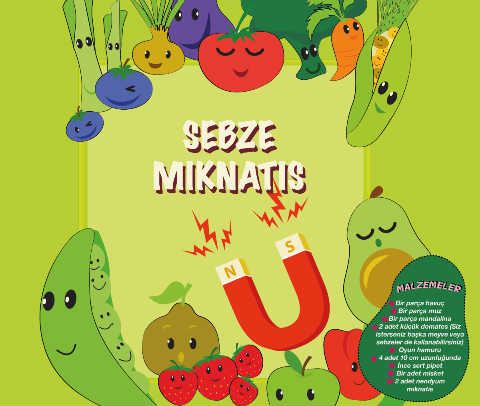 SEBZE
MIKNATIS
N S
MALZEMELER
Bir parça havuç
Bir parça muz
Bir parça mandalina
2 adet küçük domates (Siz
isterseniz başka meyve veya
sebzeler de kullanabilirsiniz)
Oyun hamuru
4 adet 10 cm uzunluğunda
ince sert pipet
Bir adet misket
2 adet neodyum
mıknatıs